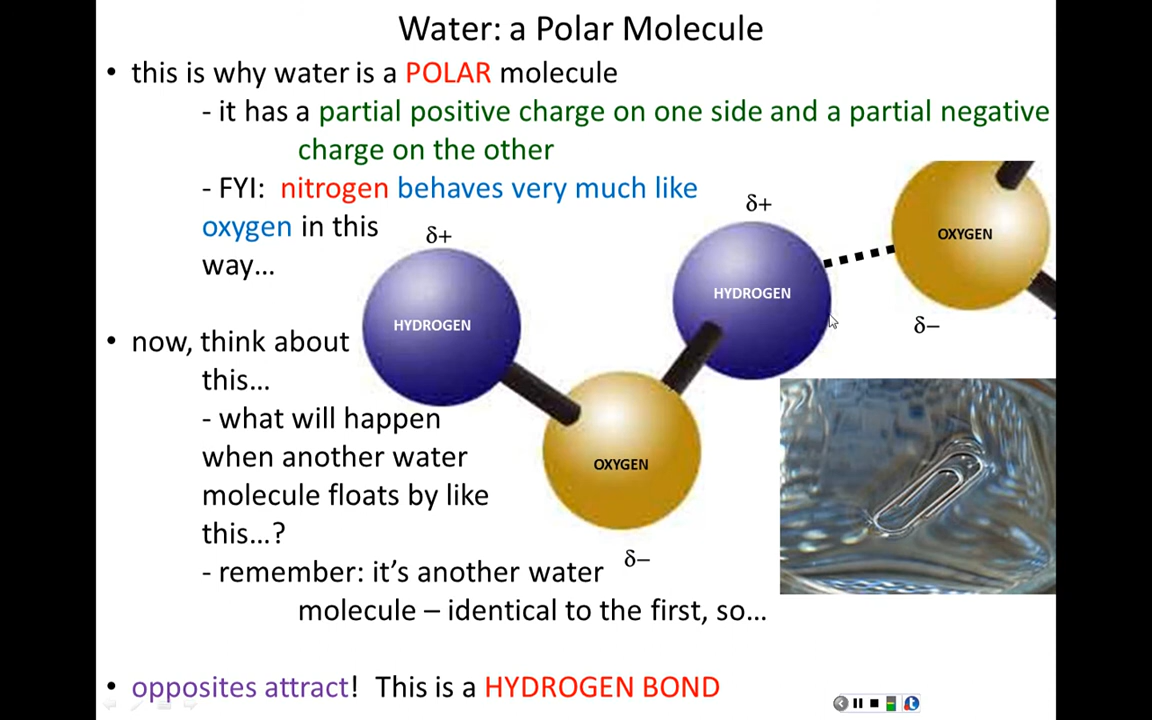 Water: a Polar Molecule
• this is why water is a POLAR molecule
- it has a partial positive charge on one side and a partial negative
charge on the other
- FYI: nitrogen behaves very much like
oxygen in this
way...
δ+
δ+
OXYGEN
HYDROGEN
HYDROGEN
δ–
• now, think about
this...
- what will happen
when another water
molecule floats by like
this...?
OXYGEN
δ–
- remember: it's another water
molecule – identical to the first, so...
• opposites attract! This is a HYDROGEN BOND